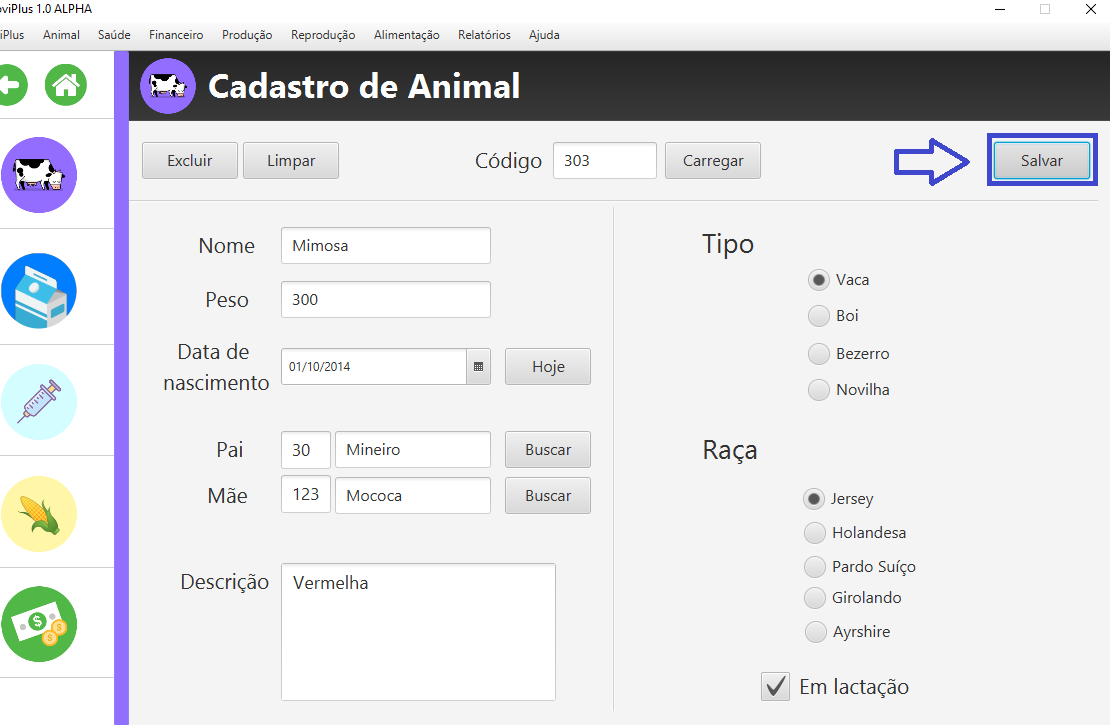 oviPlus 1.0 ALPHA
iPlus Animal Saúde Financeiro Produção Reprodução Alimentação Relatórios Ajuda
Cadastro de Animal
Excluir Limpar Código 303 Carregar Salvar
Nome Mimosa
Peso 300
Data de nascimento 01/10/2014 Hoje
Pai 30 Mineiro Buscar
Mãe 123 Mococa Buscar
Descrição Vermelha
Tipo
Vaca
Boi
Bezerro
Novilha
Raça
Jersey
Holandesa
Pardo Suíço
Girolando
Ayrshire
Em lactação